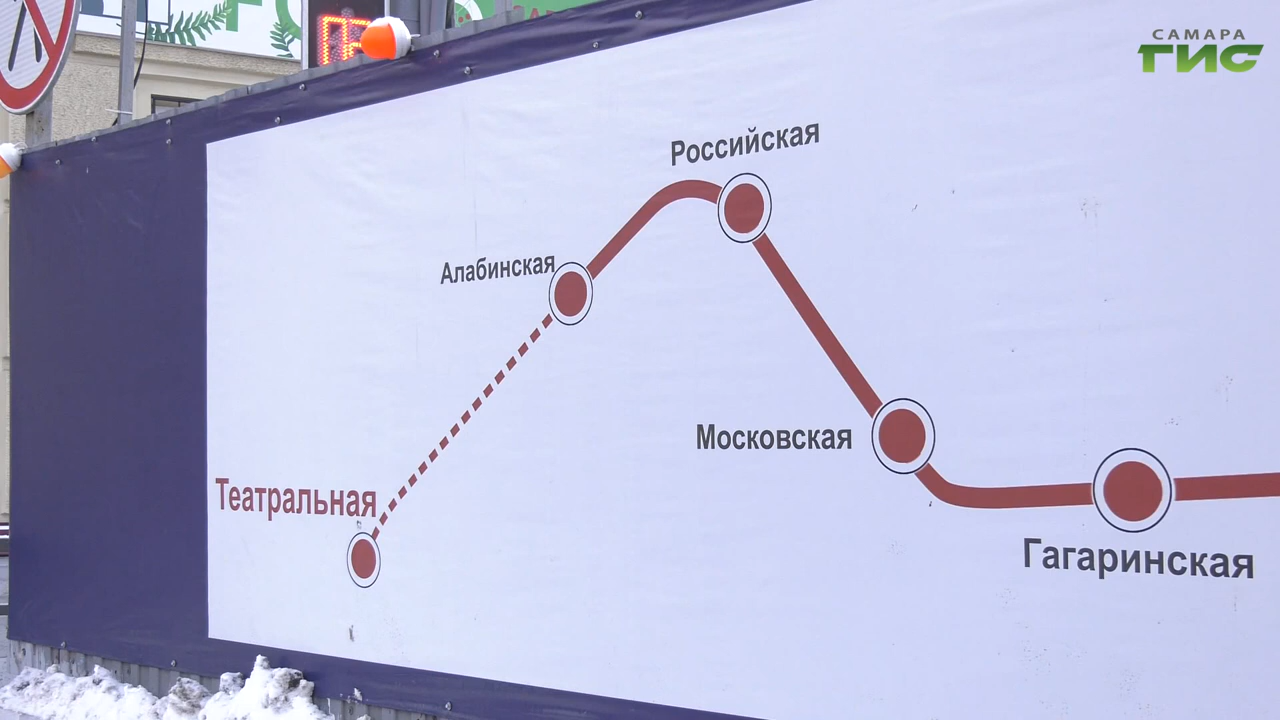 САМАРА
ГИС
Российская
Алабинская
Московская
Театральная
Гагаринская